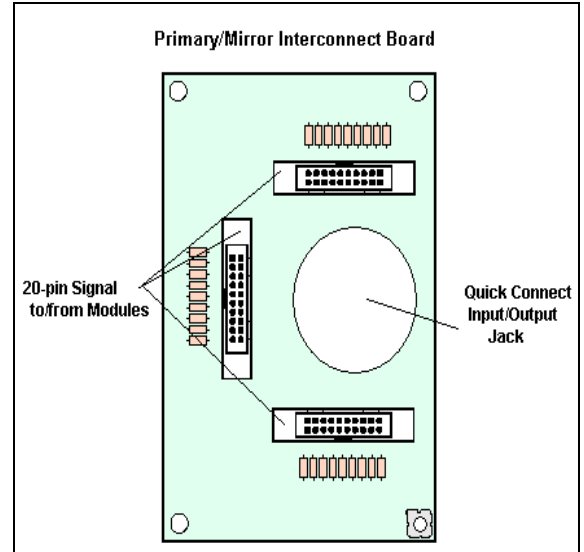 Primary/Mirror Interconnect Board
20-pin Signal
to/from Modules
Quick Connect
Input/Output
Jack